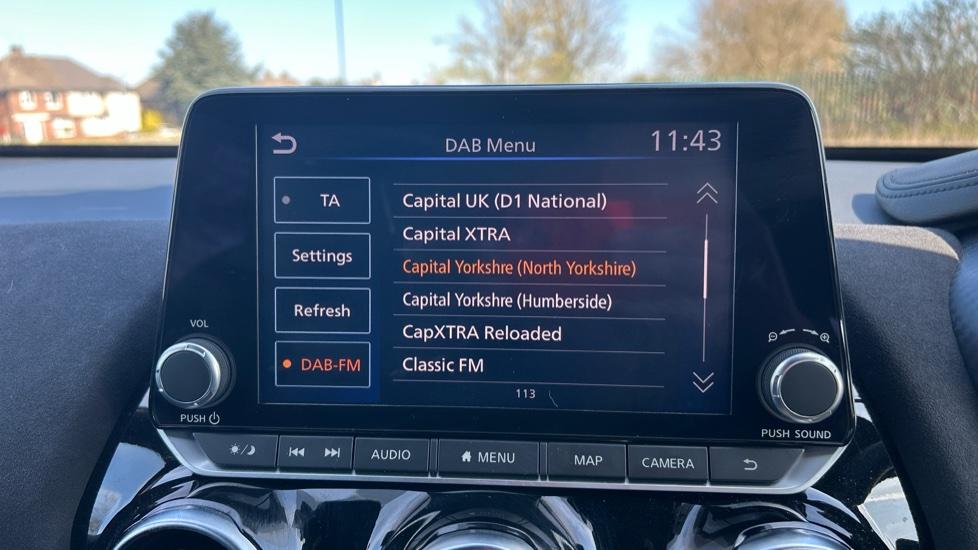 DAB Menu
11:43
TA
Settings
Refresh
DAB-FM
Capital UK (D1 National)
Capital XTRA
Capital Yorkshre (North Yorkshire)
Capital Yorkshre (Humberside)
CapXTRA Reloaded
Classic FM
113
VOL
PUSH
PUSH SOUND
AUDIO
MENU
MAP
CAMERA